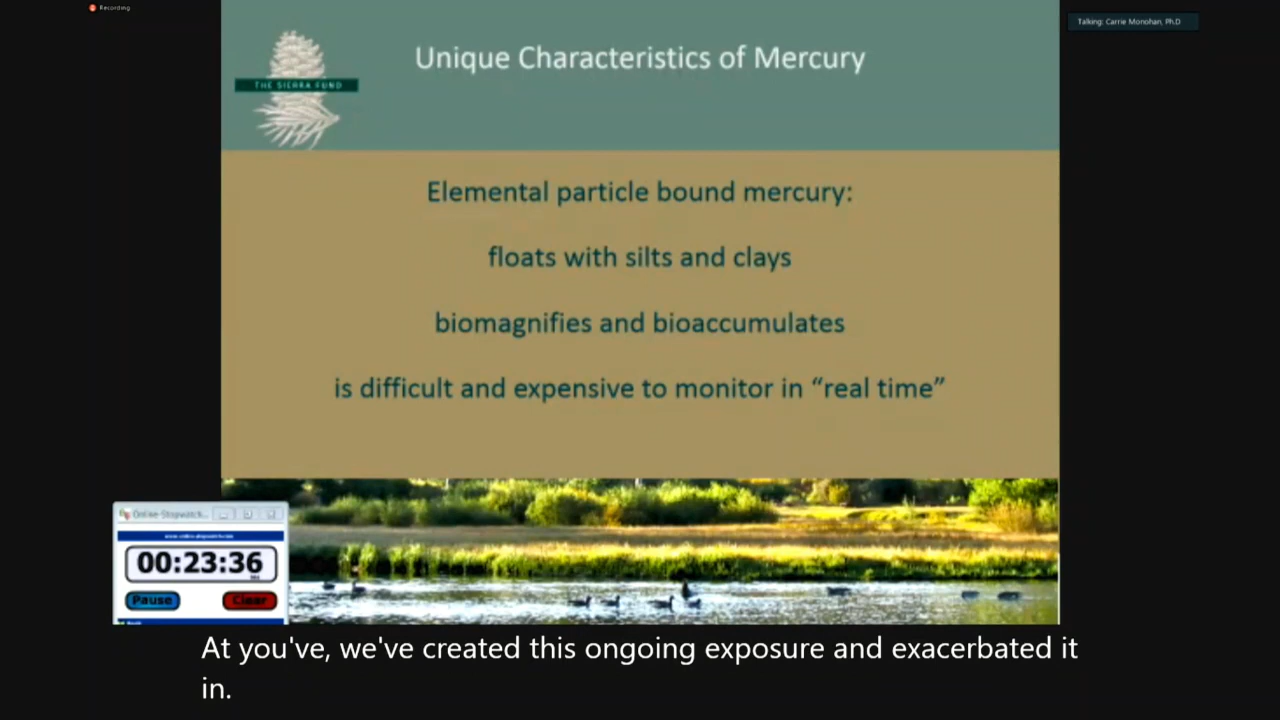 Recording
Talking: Carrie Monohan, Ph.D
Unique Characteristics of Mercury
THE SIERRA FUND
Elemental particle bound mercury:
floats with silts and clays
biomagnifies and bioaccumulates
is difficult and expensive to monitor in “real time”
Online-Stopwatch...
00:23:36
Pause
Clear
At you've, we've created this ongoing exposure and exacerbated it
in.